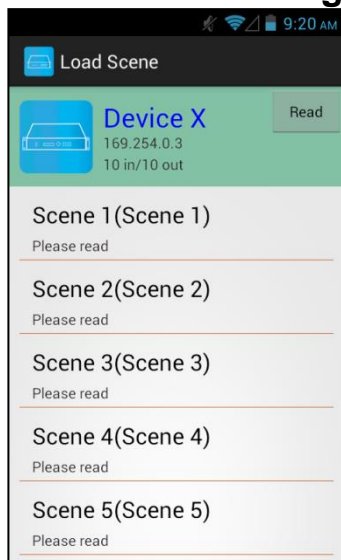 9:20 AM
Load Scene
Device X
Read
169.254.0.3
10 in/10 out
Scene 1(Scene 1)
Please read
Scene 2(Scene 2)
Please read
Scene 3(Scene 3)
Please read
Scene 4(Scene 4)
Please read
Scene 5(Scene 5)
Please read